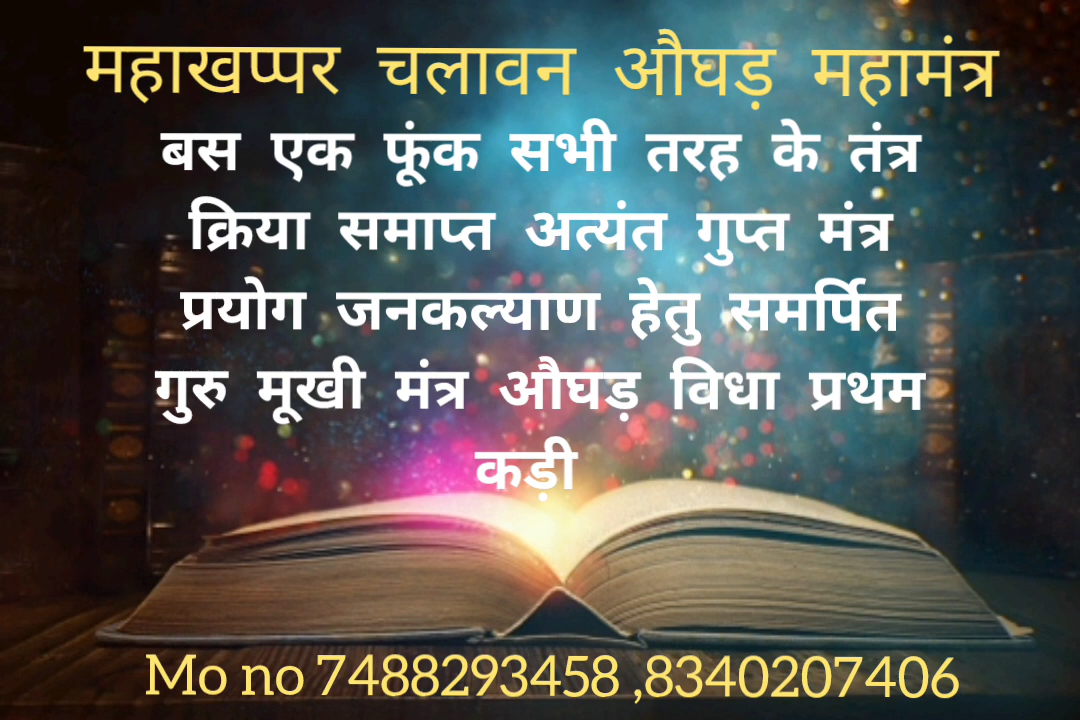 महाखप्पर चलावन औघड़ महामंत्र
बस एक फूंक सभी तरह के तंत्र
क्रिया समाप्त अत्यंत गुप्त मंत्र
प्रयोग जनकल्याण हेतु समर्पित
गुरु मूखी मंत्र औघड़ विधा प्रथम
कड़ी
Mo no 7488293458 ,8340207406